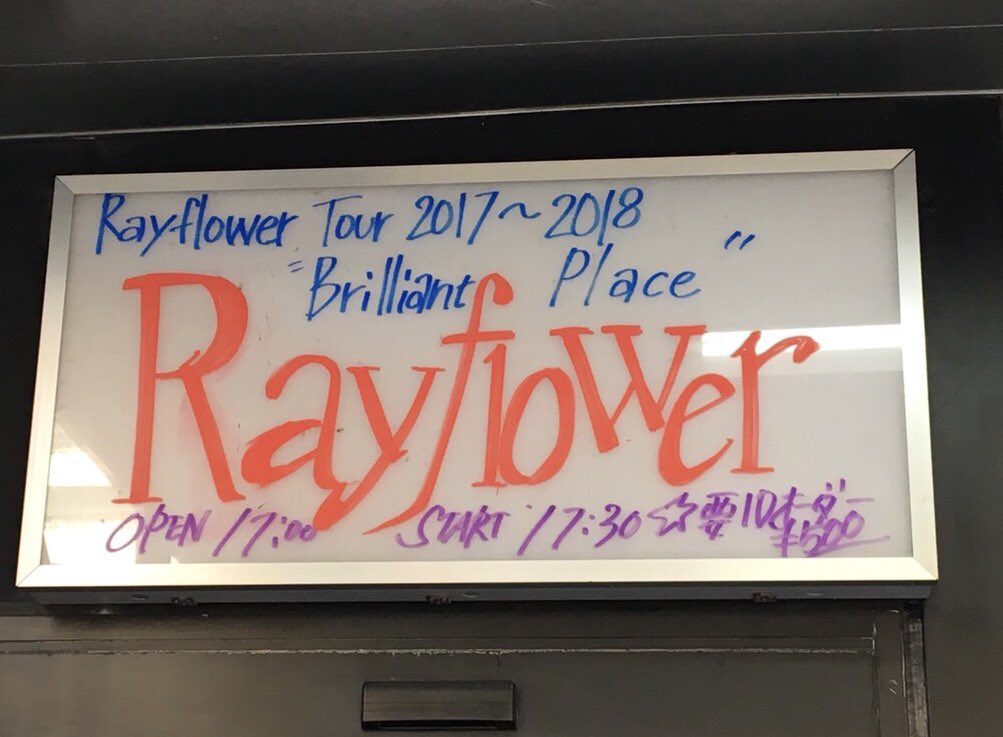 Rayflower Tour 2017〜2018
"Brilliant Place"
Rayflower
OPEN 17:00 START 17:30 ☆要1Dオーダー
¥500